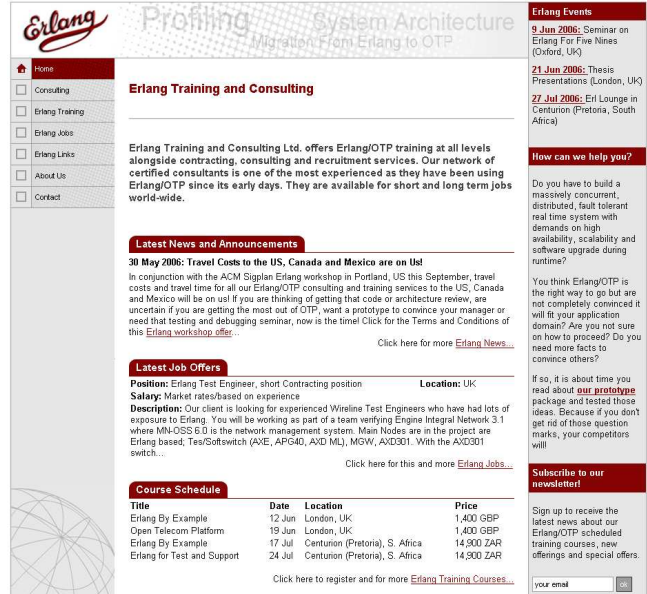 Erlang
Profiling
System Architecture
Migration From Erlang to OTP
Home
Consulting
Erlang Training
Erlang Jobs
Erlang Links
About Us
Contact
Erlang Training and Consulting
Erlang Training and Consulting Ltd. offers Erlang/OTP training at all levels
alongside contracting, consulting and recruitment services. Our network of
certified consultants is one of the most experienced as they have been using
Erlang/OTP since its early days. They are available for short and long term jobs
world-wide.
Latest News and Announcements
30 May 2006: Travel Costs to the US, Canada and Mexico are on Us!
In conjunction with the ACM Sigplan Erlang workshop in Portland, US this September, travel
costs and travel time for all our Erlang/OTP consulting and training services to the US, Canada
and Mexico will be on us! If you are thinking of getting that code or architecture review, are
uncertain if you are getting the most out of OTP, want a prototype to convince your manager or
need that testing and debugging seminar, now is the time! Click for the Terms and Conditions of
this Erlang workshop offer...
Click here for more Erlang News...
Latest Job Offers
Position: Erlang Test Engineer, short Contracting position Location: UK
Salary: Market rates/based on experience
Description: Our client is looking for experienced Wireline Test Engineers who have had lots of
exposure to Erlang. You will be working as part of a team verifying Engine Integral Network 3.1
where MN-OSS 6.0 is the network management system. Main Nodes are in the project are
Erlang based; Tes/Softswitch (AXE, APG40, AXD ML), MGW, AXD301. With the AXD301
switch...
Click here for this and more Erlang Jobs...
Course Schedule
Title Date Location Price
Erlang By Example 12 Jun London, UK 1,400 GBP
Open Telecom Platform 19 Jun London, UK 1,400 GBP
Erlang By Example 17 Jul Centurion (Pretoria), S. Africa 14,900 ZAR
Erlang for Test and Support 24 Jul Centurion (Pretoria), S. Africa 14,900 ZAR
Click here to register and for more Erlang Training Courses...
Erlang Events
9 Jun 2006: Seminar on
Erlang For Five Nines
(Oxford, UK)
21 Jun 2006: Thesis
Presentations (London, UK)
27 Jul 2006: Erl Lounge in
Centurion (Pretoria, South
Africa)
How can we help you?
Do you have to build a
massively concurrent,
distributed, fault tolerant
real time system with
demands on high
availability, scalability and
software upgrade during
runtime?
You think Erlang/OTP is
the right way to go but are
not completely convinced it
will fit your application
domain? Are you not sure
on how to proceed? Do you
need more facts to
convince others?
If so, it is about time you
read about our prototype
package and tested those
ideas. Because if you don't
get rid of those question
marks, your competitors
will!
Subscribe to our
newsletter!
Sign up to receive the
latest news about our
Erlang/OTP scheduled
training courses, new
offerings and special offers.
your email
ok